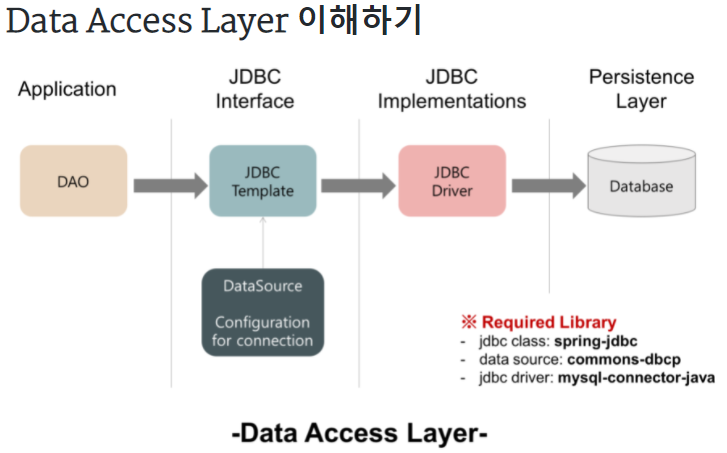 Data Access Layer 이해하기
Application
JDBC
Interface
JDBC
Implementations
Persistence
Layer
DAO
JDBC
Template
JDBC
Driver
Database
DataSource
Configuration
for connection
※ Required Library
- jdbc class: spring-jdbc
- data source: commons-dbcp
- jdbc driver: mysql-connector-java
-Data Access Layer-